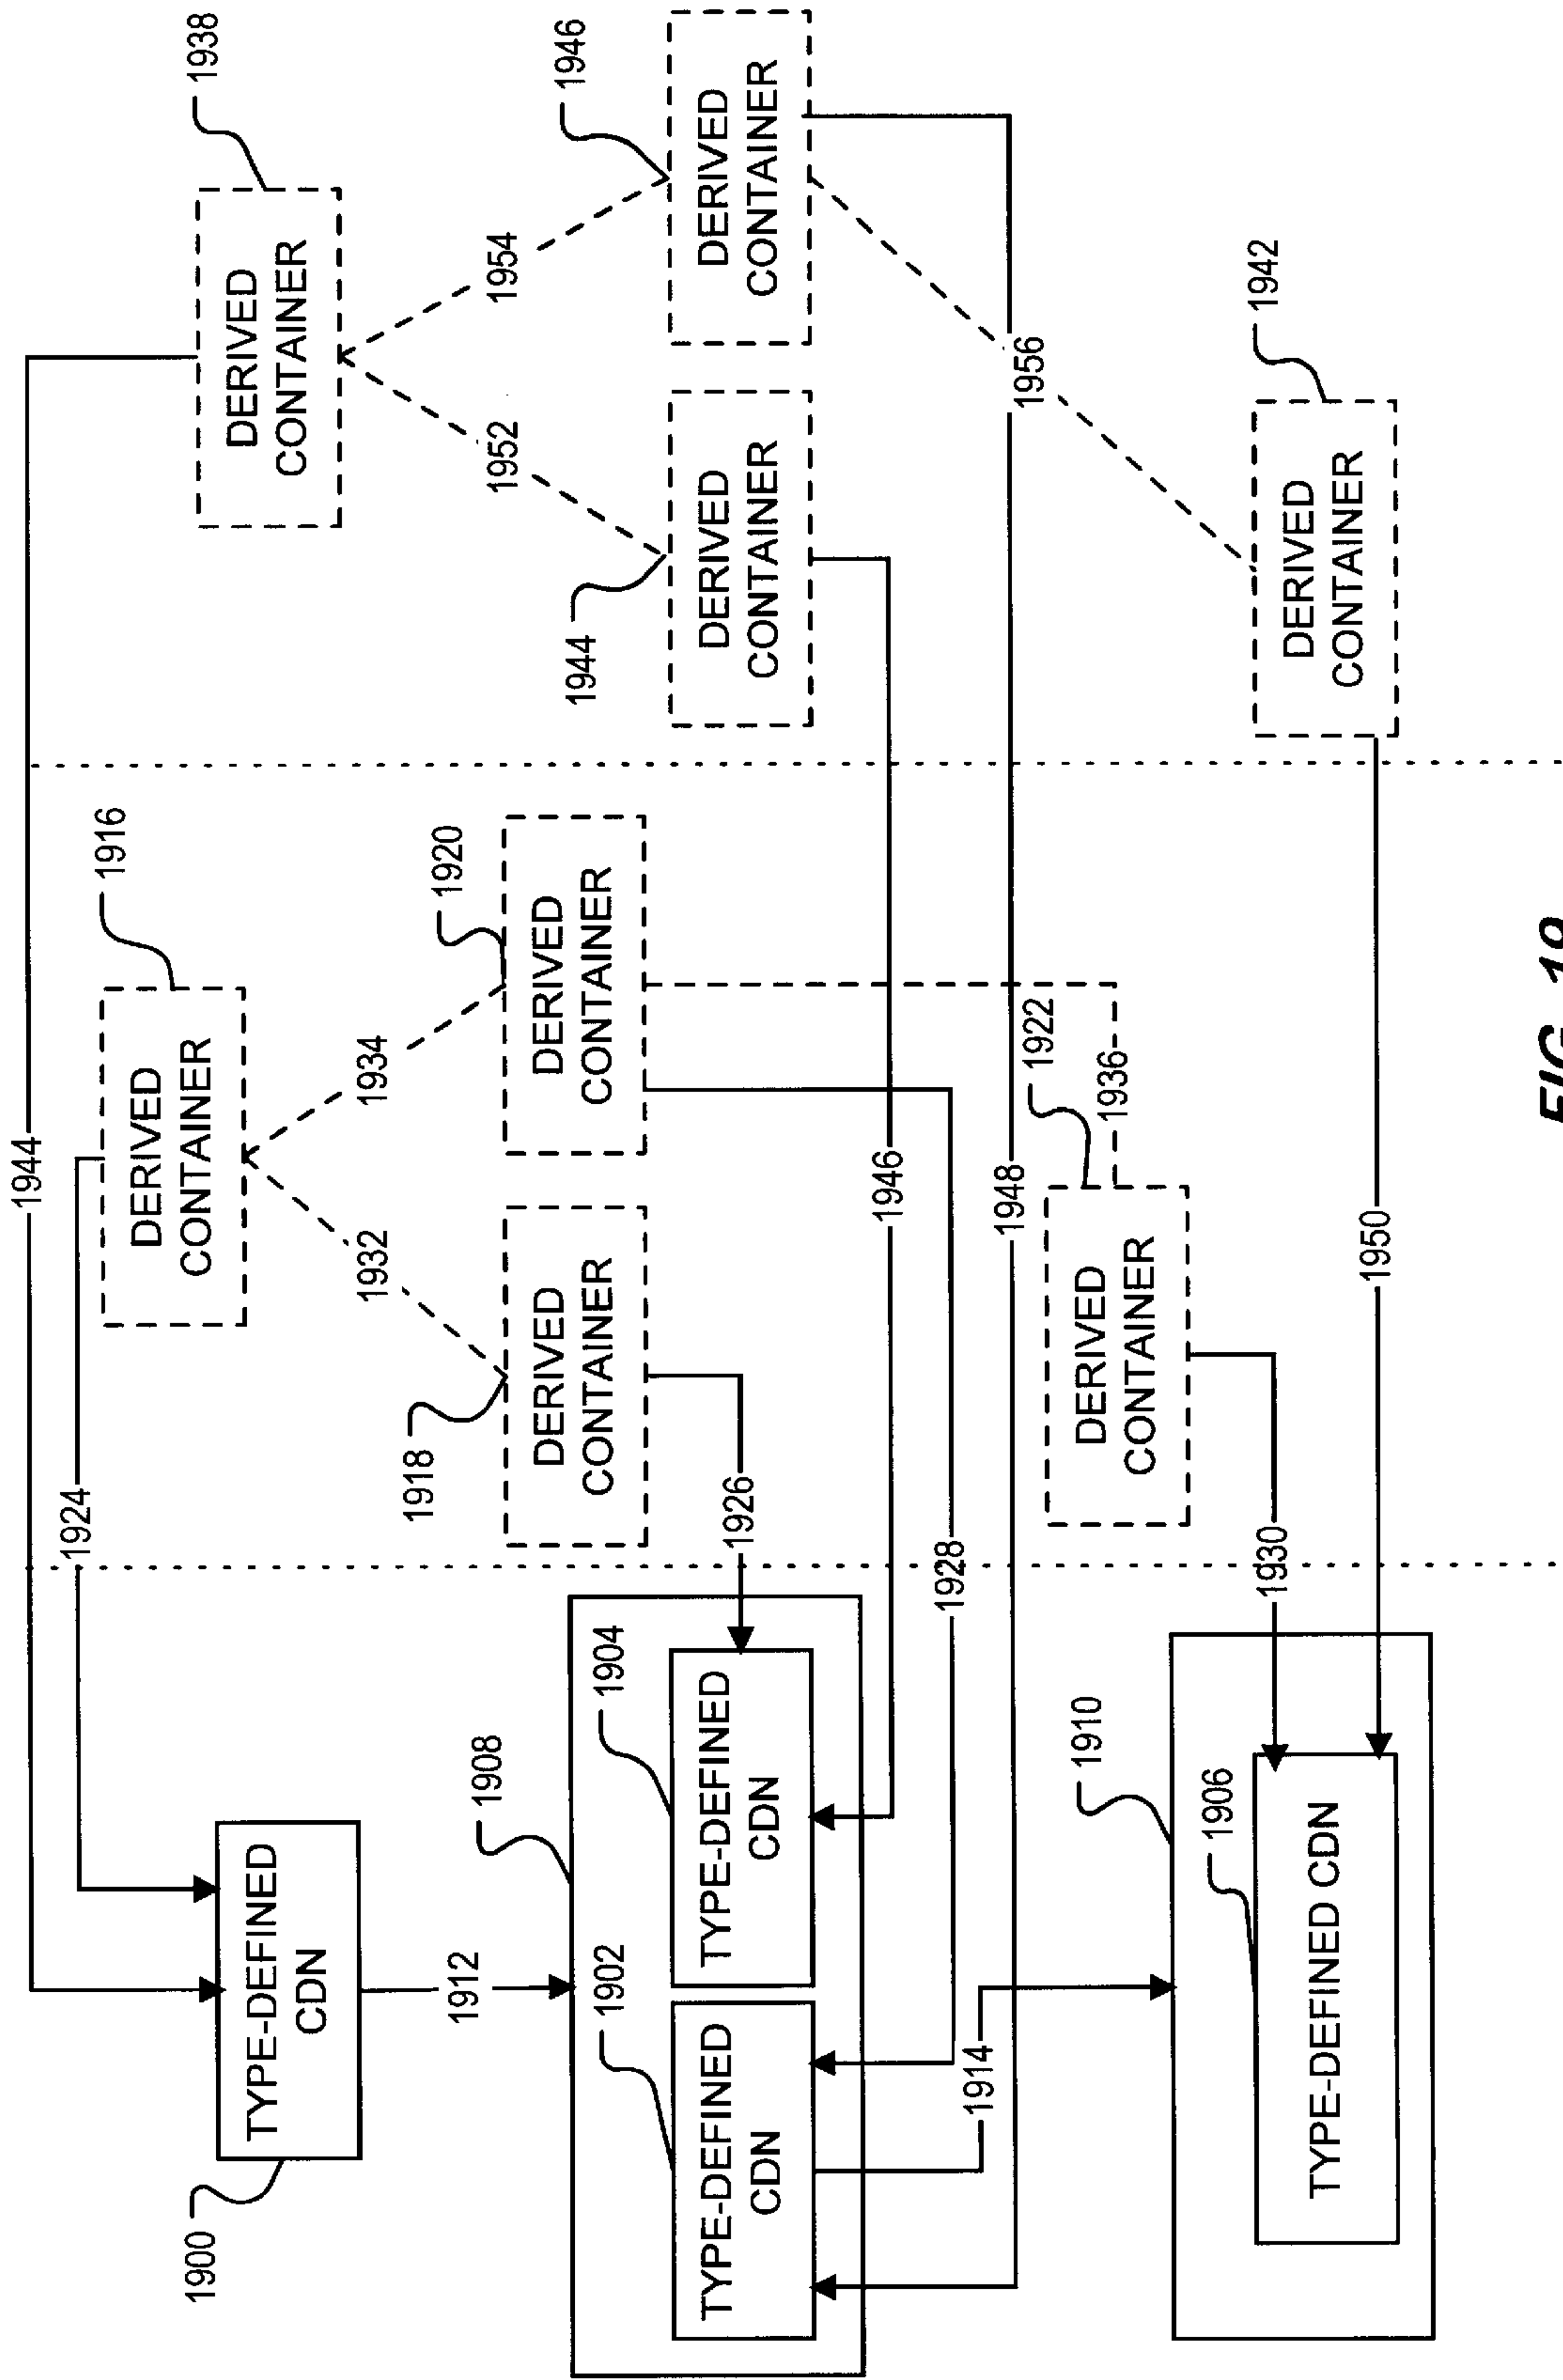 1944
1938
1924
1916
DERIVED
CONTAINER
DERIVED
CONTAINER
1900
TYPE-DEFINED
CDN
1932
1934
1952
1954
1912
1918
1920
1944
1946
1908
DERIVED
CONTAINER
DERIVED
CONTAINER
DERIVED
CONTAINER
DERIVED
CONTAINER
1902
1904
1926
TYPE-DEFINED
CDN
TYPE-DEFINED
CDN
1946
1928
1914
1948
1956
1922
1936
1910
DERIVED
CONTAINER
1942
1906
1930
1950
TYPE-DEFINED CDN
DERIVED
CONTAINER